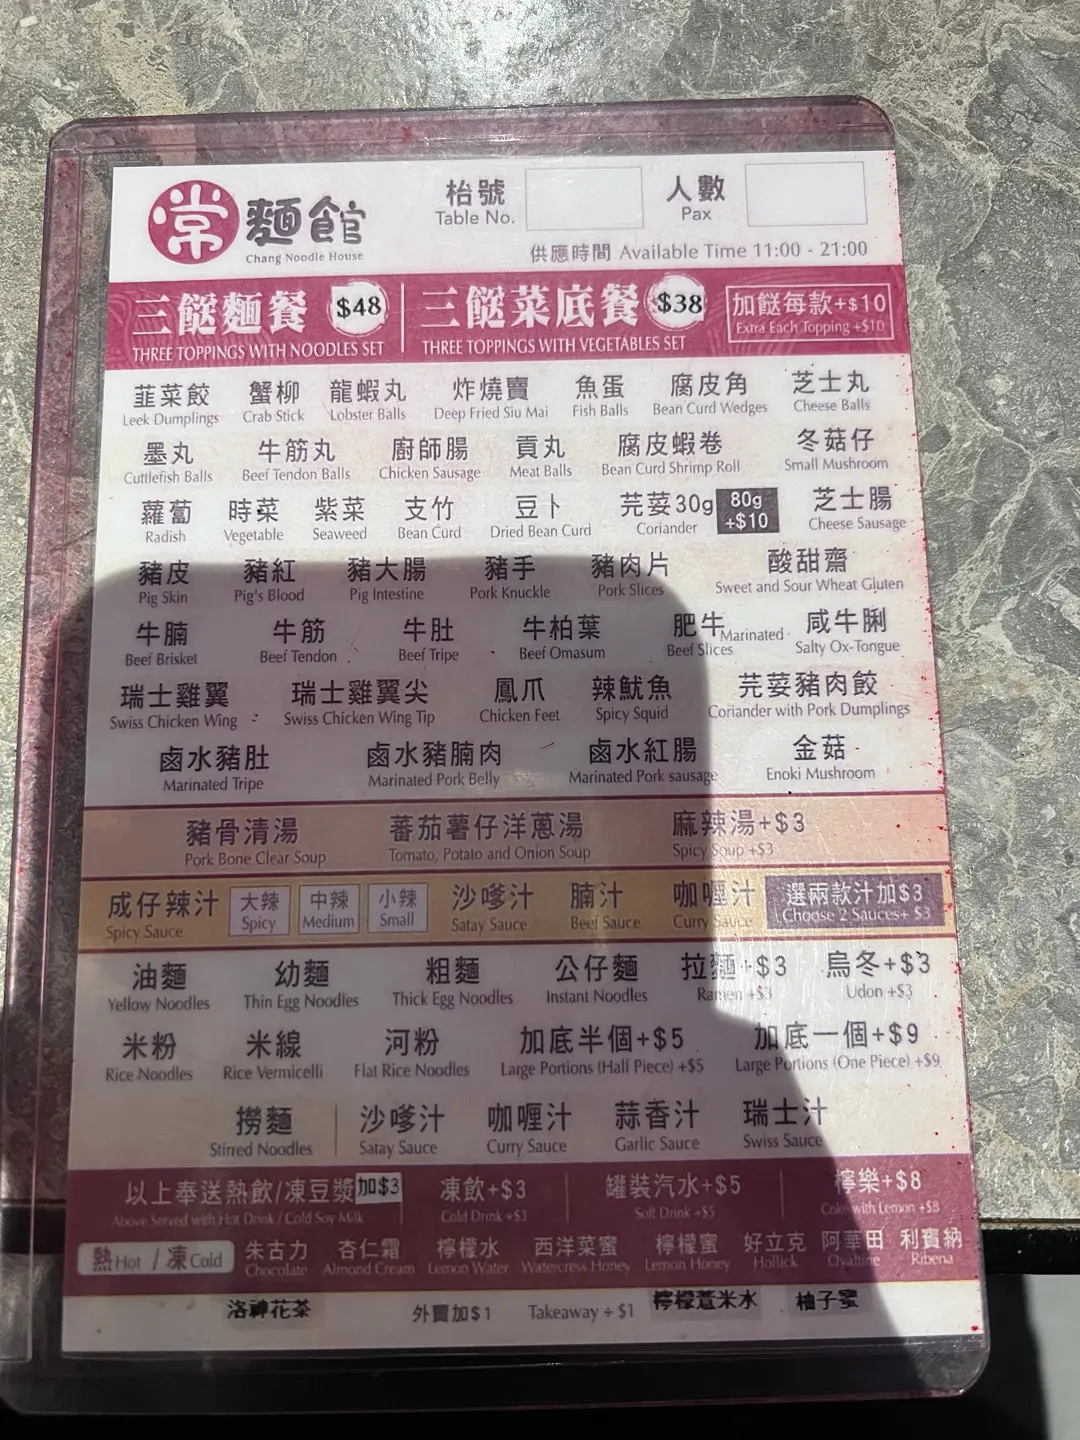 常 麵館
Chang Noodle House
枱號
Table No.
人數
Pax
供應時間 Available Time 11:00 - 21:00
三餸麵餐 $48
THREE TOPPINGS WITH NOODLES SET
三餸菜底餐 $38
THREE TOPPINGS WITH VEGETABLES SET
加餸每款+$10
Extra Each Topping +$10
韮菜餃 蟹柳 龍蝦丸 炸燒賣 魚蛋 腐皮角 芝士丸
Leek Dumplings Crab Stick Lobster Balls Deep Fried Siu Mai Fish Balls Bean Curd Wedges Cheese Balls
墨丸 牛筋丸 廚師腸 貢丸 腐皮蝦卷 冬菇仔
Cuttlefish Balls Beef Tendon Balls Chicken Sausage Meat Balls Bean Curd Shrimp Roll Small Mushroom
蘿蔔 時菜 紫菜 支竹 豆卜 芫荽30g 80g +$10 芝士腸
Radish Vegetable Seaweed Bean Curd Dried Bean Curd Coriander Cheese Sausage
豬皮 豬紅 豬大腸 豬手 豬肉片 酸甜齋
Pig Skin Pig's Blood Pig Intestine Pork Knuckle Pork Slices Sweet and Sour Wheat Gluten
牛腩 牛筋 牛肚 牛柏葉 肥牛 咸牛脷
Beef Brisket Beef Tendon Beef Tripe Beef Omasum Beef Slices Marinated Salty Ox-Tongue
瑞士雞翼 瑞士雞翼尖 鳳爪 辣魷魚 芫荽豬肉餃
Swiss Chicken Wing Swiss Chicken Wing Tip Chicken Feet Spicy Squid Coriander with Pork Dumplings
鹵水豬肚 鹵水豬腩肉 鹵水紅腸 金菇
Marinated Tripe Marinated Pork Belly Marinated Pork sausage Enoki Mushroom
豬骨清湯 蕃茄薯仔洋蔥湯 麻辣湯+$3
Pork Bone Clear Soup Tomato, Potato and Onion Soup Spicy Soup +$3
成仔辣汁 大辣 中辣 小辣 沙嗲汁 腩汁 咖喱汁 選兩款汁加$3
Spicy Sauce Spicy Medium Small Satay Sauce Beef Sauce Curry Sauce Choose 2 Sauces+ $3
油麵 幼麵 粗麵 公仔麵 拉麵+$3 烏冬+$3
Yellow Noodles Thin Egg Noodles Thick Egg Noodles Instant Noodles Ramen +$3 Udon +$3
米粉 米線 河粉 加底半個+$5 加底一個+$9
Rice Noodles Rice Vermicelli Flat Rice Noodles Large Portions (Half Piece) +$5 Large Portions (One Piece) +$9
撈麵 沙嗲汁 咖喱汁 蒜香汁 瑞士汁
Stirred Noodles Satay Sauce Curry Sauce Garlic Sauce Swiss Sauce
以上奉送熱飲/凍豆漿加$3 凍飲+$3 罐裝汽水+$5 檸樂+$8
Above Served with Hot Drink / Cold Soy Milk Cold Drink +$3 Soft Drink +$5 Coke with Lemon +$8
熱 Hot / 凍 Cold 朱古力 杏仁霜 檸檬水 西洋菜蜜 檸檬蜜 好立克 阿華田 利賓納
Chocolate Almond Cream Lemon Water Watercress Honey Lemon Honey Hollick Ovaltine Ribena
洛神花茶 外賣加$1 Takeaway + $1 檸檬薏米水 柚子蜜